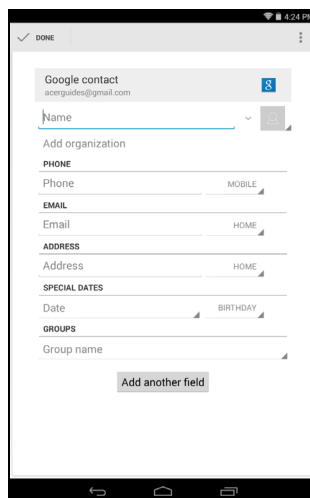 4:24 PM
DONE
Google contact
acerguides@gmail.com
g
Name
Add organization
PHONE
Phone MOBILE
EMAIL
Email HOME
ADDRESS
Address HOME
SPECIAL DATES
Date BIRTHDAY
GROUPS
Group name
Add another field